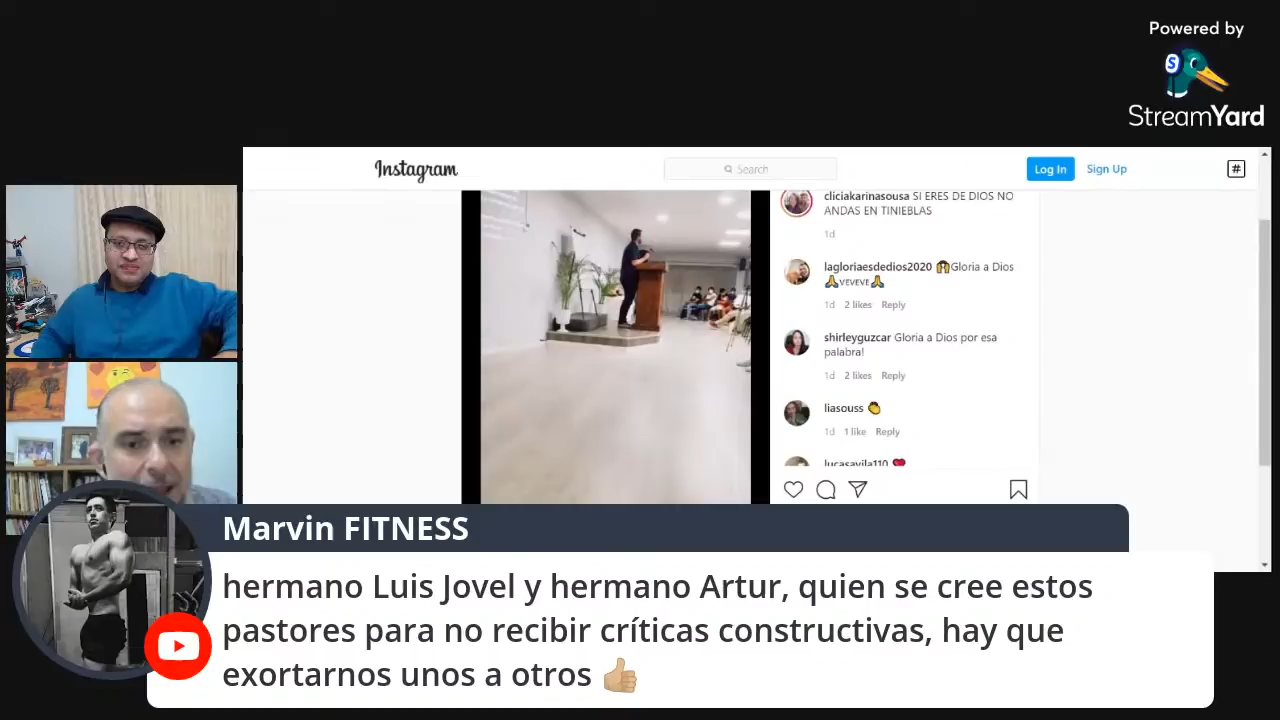 Powered by
StreamYard
Instagram
Search
Log In
Sign Up
#
cliciakarinasousa SI ERES DE DIOS NO
ANDAS EN TINIEBLAS
1d
lagloriaesdedios2020 🙌Gloria a Dios
🙏VEVEVE🙏
1d 2 likes Reply
shirleyguzcar Gloria a Dios por esa
palabra!
1d 2 likes Reply
liasouss 👏
1d 1 like Reply
lucasavila110 ❤️
Marvin FITNESS
hermano Luis Jovel y hermano Artur, quien se cree estos
pastores para no recibir críticas constructivas, hay que
exortarnos unos a otros 👍🏼